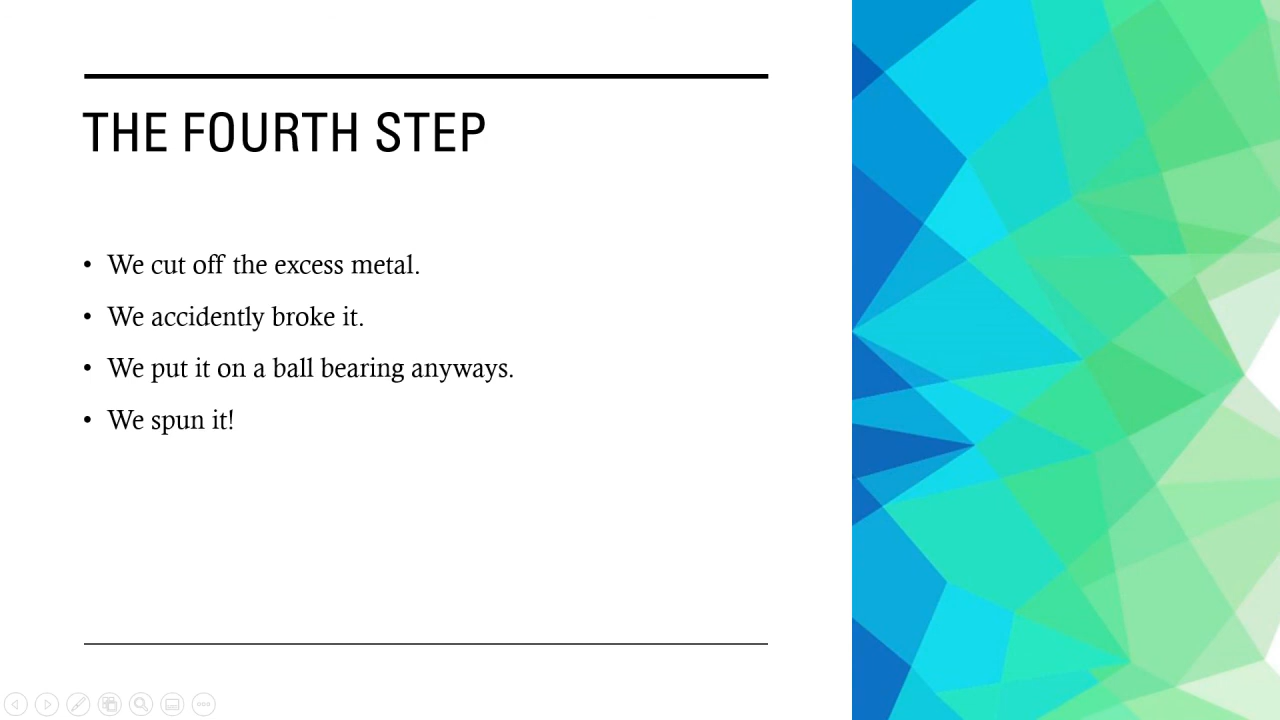 THE FOURTH STEP
• We cut off the excess metal.
• We accidently broke it.
• We put it on a ball bearing anyways.
• We spun it!